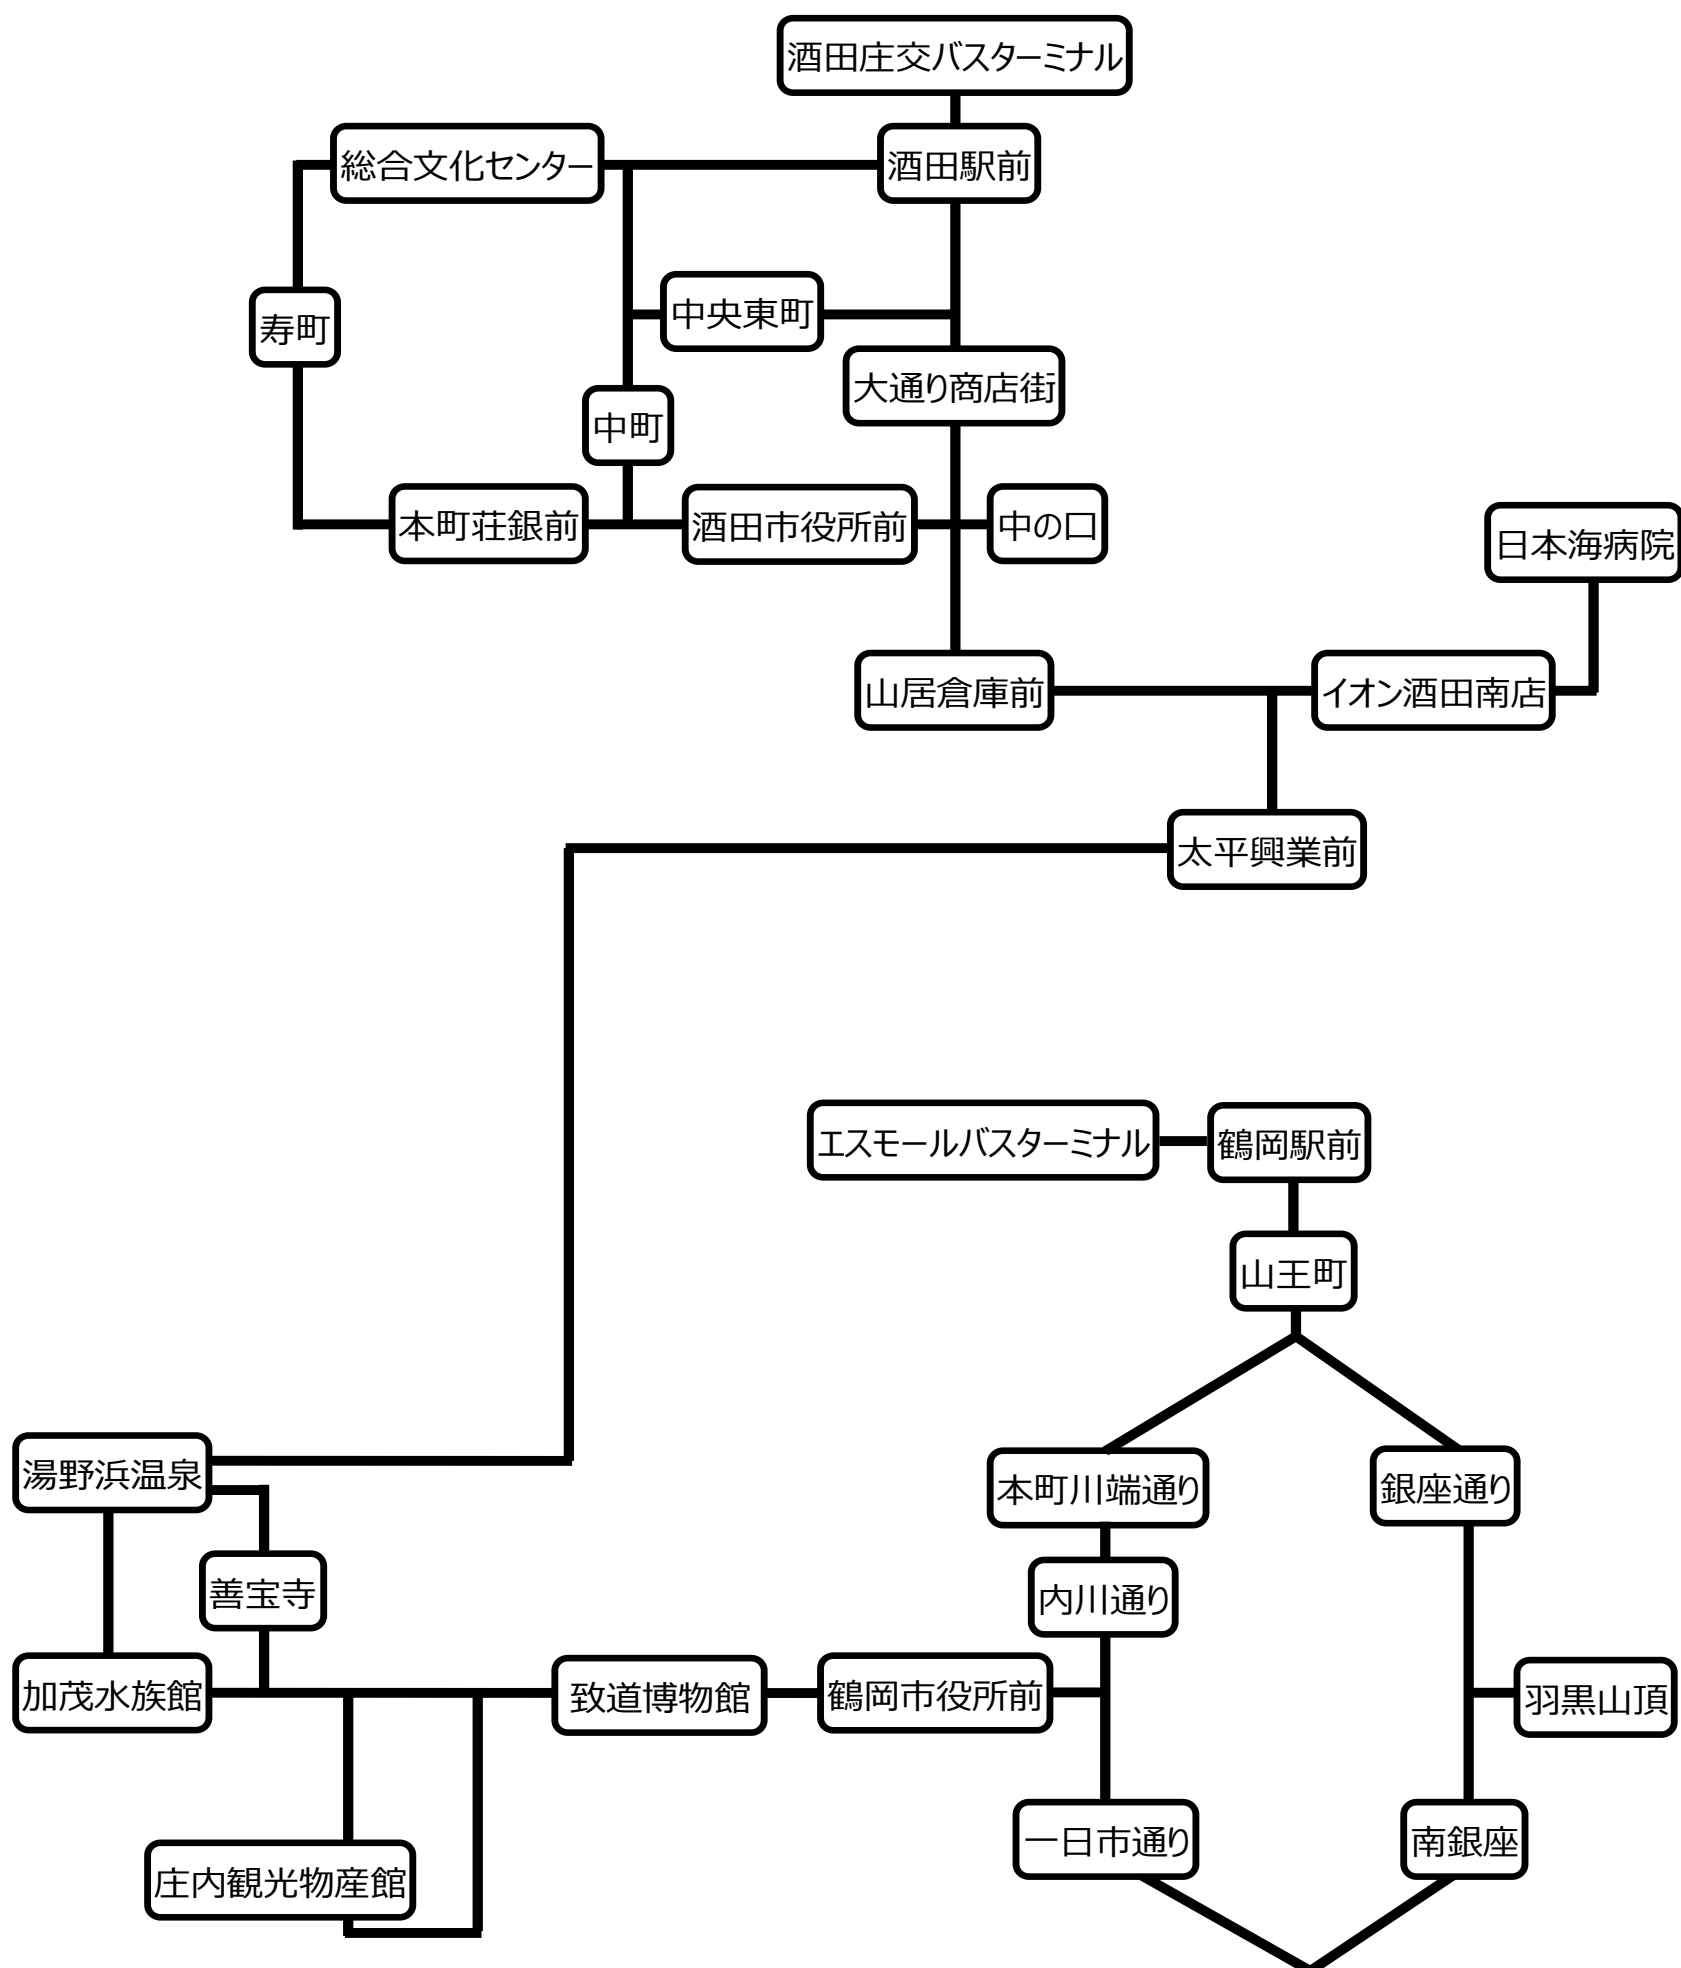 酒田庄交バスターミナル
総合文化センター
酒田駅前
寿町
中央東町
大通り商店街
中町
本町荘銀前
酒田市役所前
中の口
日本海病院
山居倉庫前
イオン酒田南店
太平興業前
エスモールバスターミナル
鶴岡駅前
山王町
湯野浜温泉
本町川端通り
銀座通り
善宝寺
内川通り
加茂水族館
致道博物館
鶴岡市役所前
羽黒山頂
一日市通り
南銀座
庄内観光物産館